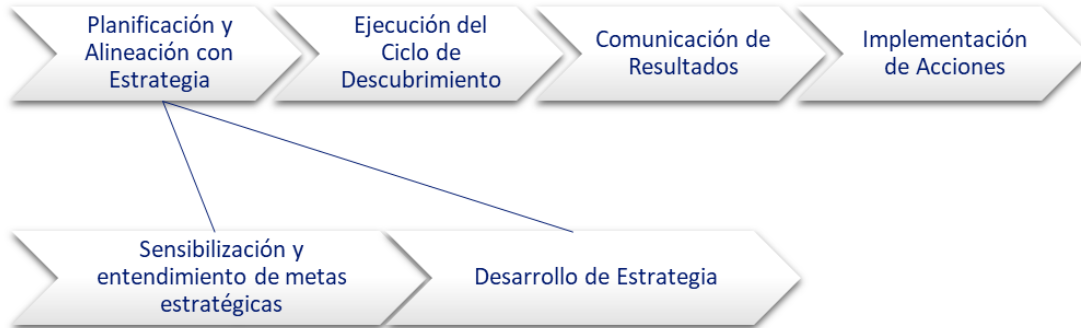 Planificación y
Alineación con
Estrategia
Ejecución del
Ciclo de
Descubrimiento
Comunicación de
Resultados
Implementación
de Acciones
Sensibilización y
entendimiento de metas
estratégicas
Desarrollo de Estrategia